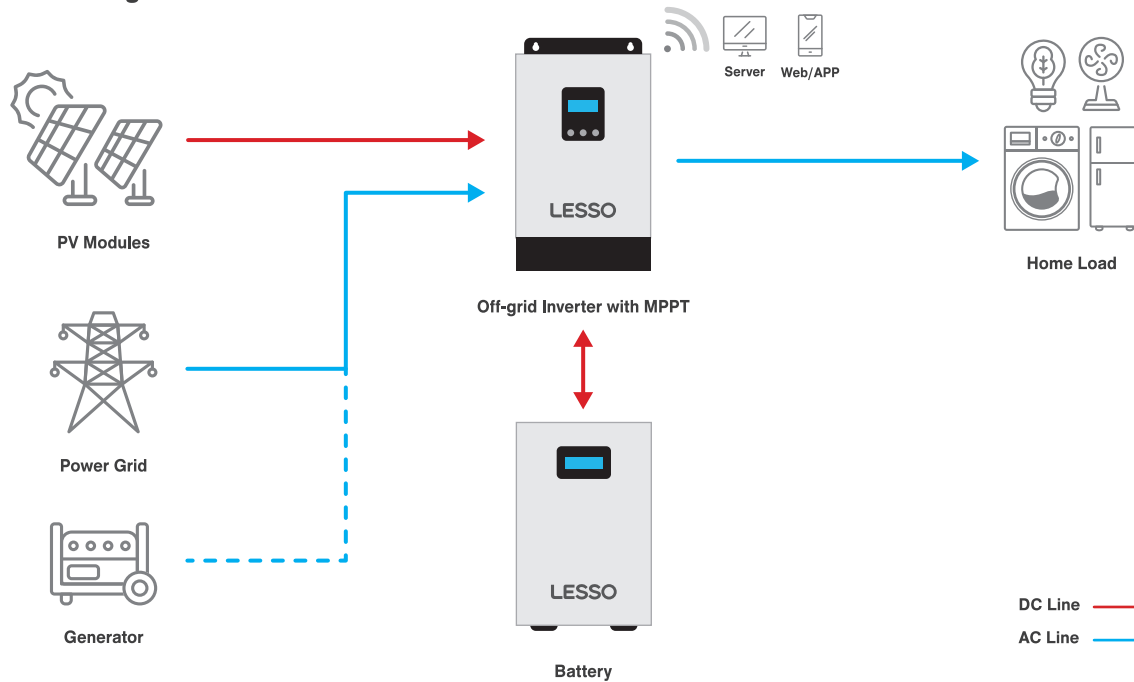 Server
Web/APP
LESSO
PV Modules
Home Load
Off-grid Inverter with MPPT
Power Grid
LESSO
DC Line
AC Line
Generator
Battery